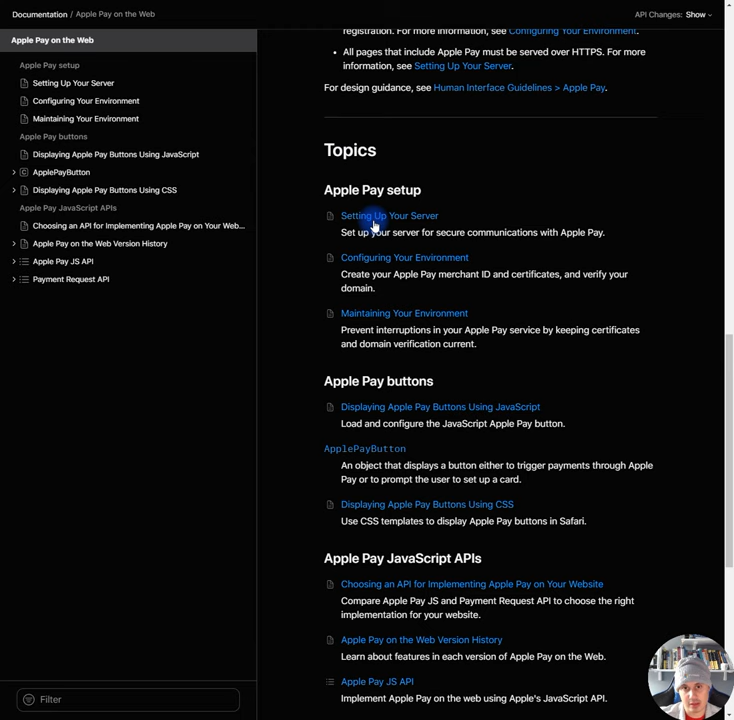 Documentation / Apple Pay on the Web
API Changes: Show
Apple Pay on the Web
Apple Pay setup
Setting Up Your Server
Configuring Your Environment
Maintaining Your Environment
Apple Pay buttons
Displaying Apple Pay Buttons Using JavaScript
C ApplePayButton
Displaying Apple Pay Buttons Using CSS
Apple Pay JavaScript APIs
Choosing an API for Implementing Apple Pay on Your Web...
Apple Pay on the Web Version History
Apple Pay JS API
Payment Request API
Filter
registration. For more information, see Configuring Your Environment.
• All pages that include Apple Pay must be served over HTTPS. For more
information, see Setting Up Your Server.
For design guidance, see Human Interface Guidelines > Apple Pay.
Topics
Apple Pay setup
Setting Up Your Server
Set up your server for secure communications with Apple Pay.
Configuring Your Environment
Create your Apple Pay merchant ID and certificates, and verify your
domain.
Maintaining Your Environment
Prevent interruptions in your Apple Pay service by keeping certificates
and domain verification current.
Apple Pay buttons
Displaying Apple Pay Buttons Using JavaScript
Load and configure the JavaScript Apple Pay button.
ApplePayButton
An object that displays a button either to trigger payments through Apple
Pay or to prompt the user to set up a card.
Displaying Apple Pay Buttons Using CSS
Use CSS templates to display Apple Pay buttons in Safari.
Apple Pay JavaScript APIs
Choosing an API for Implementing Apple Pay on Your Website
Compare Apple Pay JS and Payment Request API to choose the right
implementation for your website.
Apple Pay on the Web Version History
Learn about features in each version of Apple Pay on the Web.
Apple Pay JS API
Implement Apple Pay on the web using Apple's JavaScript API.